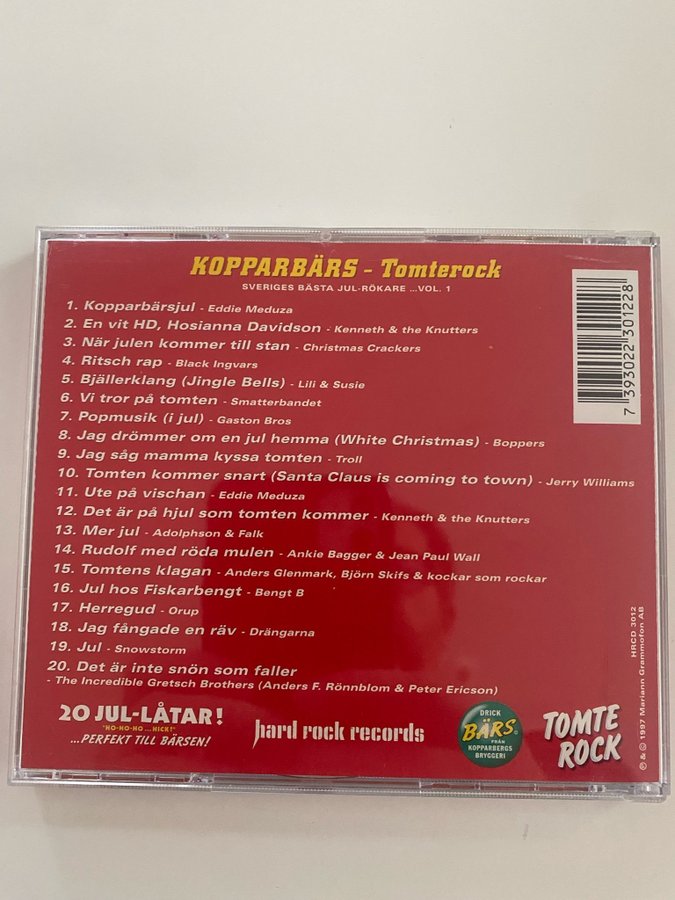 KOPPARBÄRS - Tomterock
SVERIGES BÄSTA JUL-RÖKARE ...VOL. 1
1. Kopparbärsjul - Eddie Meduza
2. En vit HD, Hosianna Davidson - Kenneth & the Knutters
3. När julen kommer till stan - Christmas Crackers
4. Ritsch rap - Black Ingvars
5. Bjällerklang (Jingle Bells) - Lili & Susie
6. Vi tror på tomten - Smatterbandet
7. Popmusik (i jul) - Gaston Bros
8. Jag drömmer om en jul hemma (White Christmas) - Boppers
9. Jag såg mamma kyssa tomten - Troll
10. Tomten kommer snart (Santa Claus is coming to town) - Jerry Williams
11. Ute på vischan - Eddie Meduza
12. Det är på hjul som tomten kommer - Kenneth & the Knutters
13. Mer jul - Adolphson & Falk
14. Rudolf med röda mulen - Ankie Bagger & Jean Paul Wall
15. Tomtens klagan - Anders Glenmark, Björn Skifs & kockar som rockar
16. Jul hos Fiskarbengt - Bengt B
17. Herregud - Orup
18. Jag fångade en räv - Drängarna
19. Jul - Snowstorm
20. Det är inte snön som faller
- The Incredible Gretsch Brothers (Anders F. Rönnblom & Peter Ericson)
7 393022 301228
20 JUL-LÅTAR!
"HO-HO-HO ...HICK!"
...PERFEKT TILL BÄRSEN!
hard rock records
DRICK
BÄRS
FRÅN
KOPPARBERGS
BRYGGERI
TOMTE
ROCK
HRCD 3012
℗ & © 1997 Mariann Grammofon AB